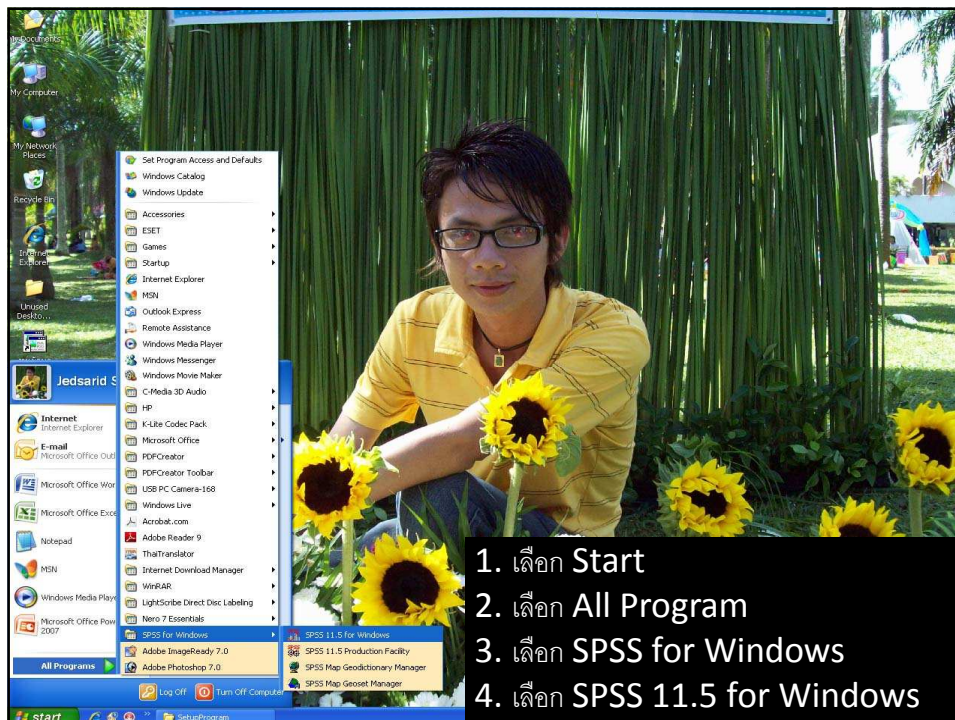 My Documents
My Computer
My Network
Places
Recycle Bin
Internet
Explorer
Unused
Deskto...
Set Program Access and Defaults
Windows Catalog
Windows Update
Accessories
ESET
Games
Startup
Internet Explorer
MSN
Outlook Express
Remote Assistance
Windows Media Player
Windows Messenger
Windows Movie Maker
C-Media 3D Audio
HP
K-Lite Codec Pack
Microsoft Office
PDFCreator
PDFCreator Toolbar
USB PC Camera-168
Windows Live
Acrobat.com
Adobe Reader 9
ThaiTranslator
Internet Download Manager
WinRAR
LightScribe Direct Disc Labeling
Nero 7 Essentials
SPSS for Windows
Adobe ImageReady 7.0
Adobe Photoshop 7.0
Jedsarid S
Internet
Internet Explorer
E-mail
Microsoft Office Outl
Microsoft Office Wor
Microsoft Office Exce
Notepad
MSN
Windows Media Playe
Microsoft Office Pow
2007
All Programs
SPSS 11.5 for Windows
SPSS 11.5 Production Facility
SPSS Map Geodictionary Manager
SPSS Map Geoset Manager
Log Off
Turn Off Computer
start
SetupProgram
1. เลือก Start
2. เลือก All Program
3. เลือก SPSS for Windows
4. เลือก SPSS 11.5 for Windows